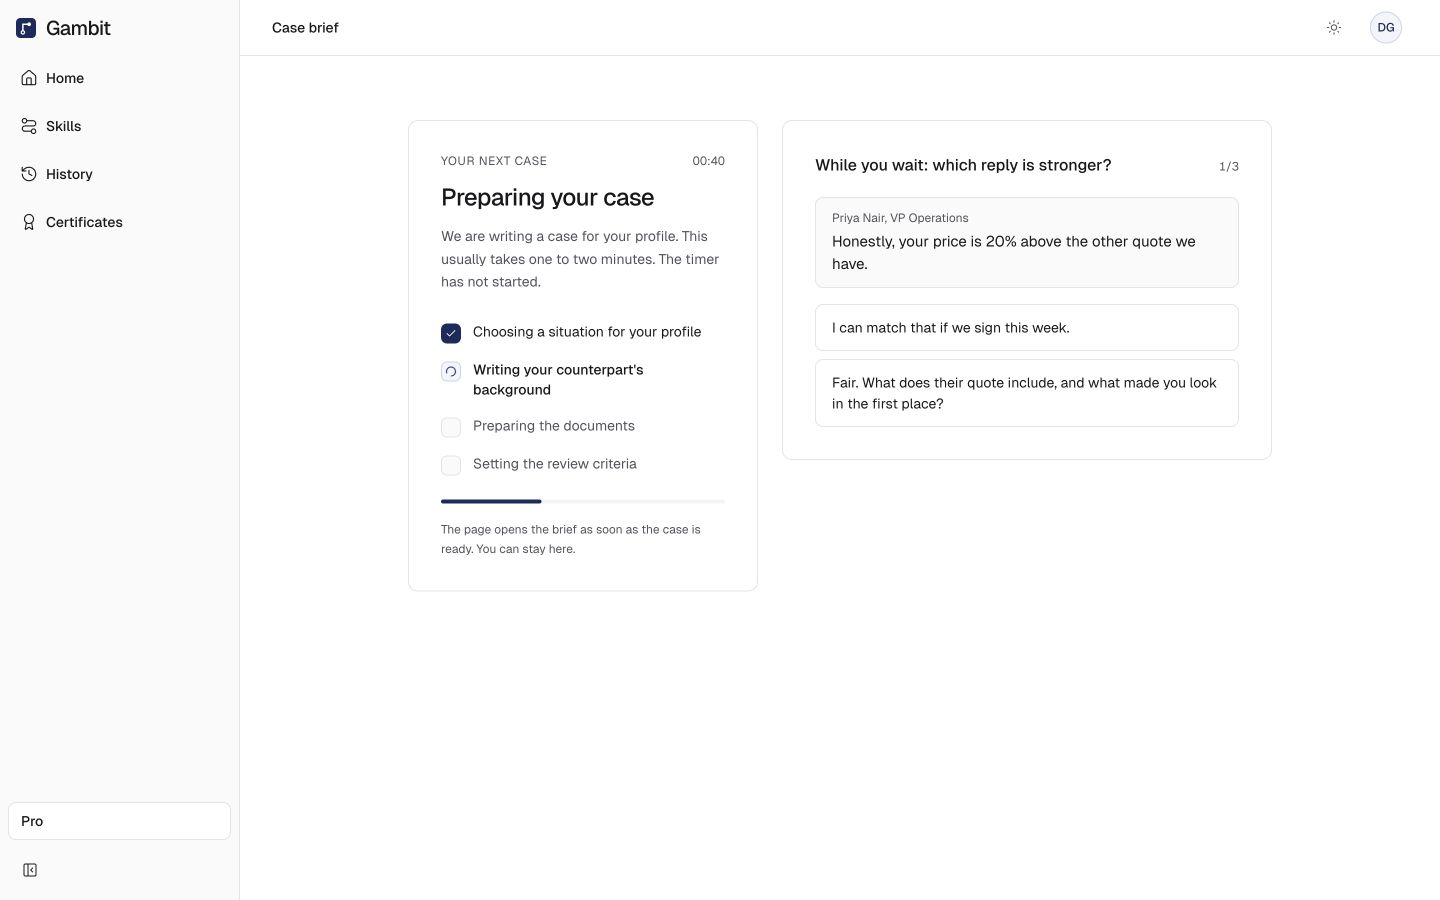 Gambit
Home
Skills
History
Certificates
Pro
Case brief
DG
YOUR NEXT CASE
00:40
Preparing your case
We are writing a case for your profile. This
usually takes one to two minutes. The timer
has not started.
Choosing a situation for your profile
Writing your counterpart's
background
Preparing the documents
Setting the review criteria
The page opens the brief as soon as the case is
ready. You can stay here.
While you wait: which reply is stronger?
1/3
Priya Nair, VP Operations
Honestly, your price is 20% above the other quote we
have.
I can match that if we sign this week.
Fair. What does their quote include, and what made you look
in the first place?